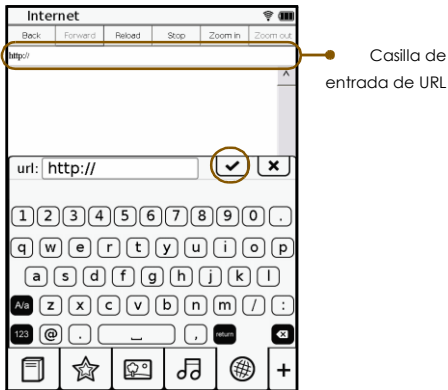 Internet
Back Forward Reload Stop Zoom in Zoom out
http://
Casilla de
entrada de URL
url: http://
1 2 3 4 5 6 7 8 9 0 .
q w e r t y u i o p
a s d f g h j k l
A/a z x c v b n m / :
123 @ . , return
+